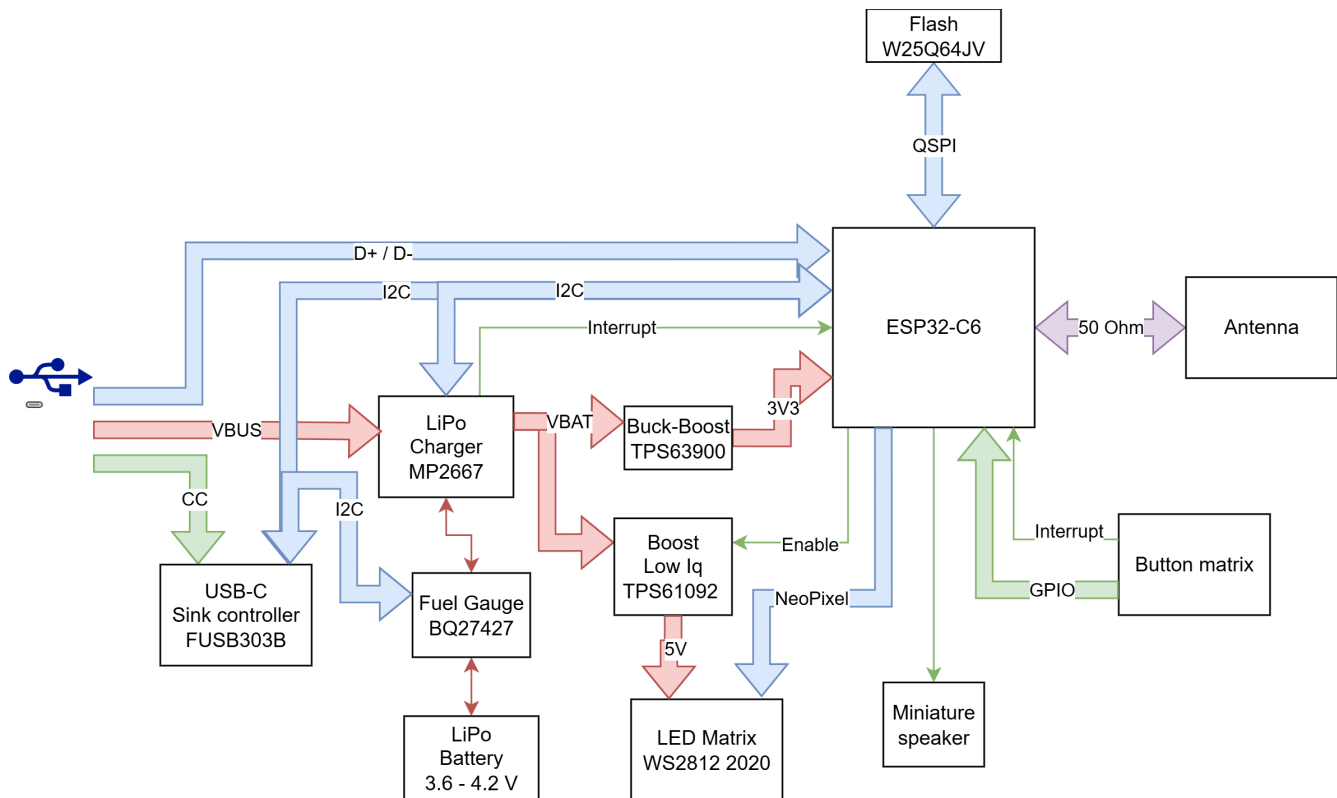 Flash
W25Q64JV
QSPI
D+ / D-
I2C
I2C
Interrupt
ESP32-C6
50 Ohm
Antenna
VBUS
LiPo
Charger
MP2667
VBAT
Buck-Boost
TPS63900
3V3
CC
I2C
Boost
Low Iq
TPS61092
Enable
Interrupt
Button matrix
GPIO
USB-C
Sink controller
FUSB303B
Fuel Gauge
BQ27427
NeoPixel
5V
LiPo
Battery
3.6 - 4.2 V
LED Matrix
WS2812 2020
Miniature
speaker